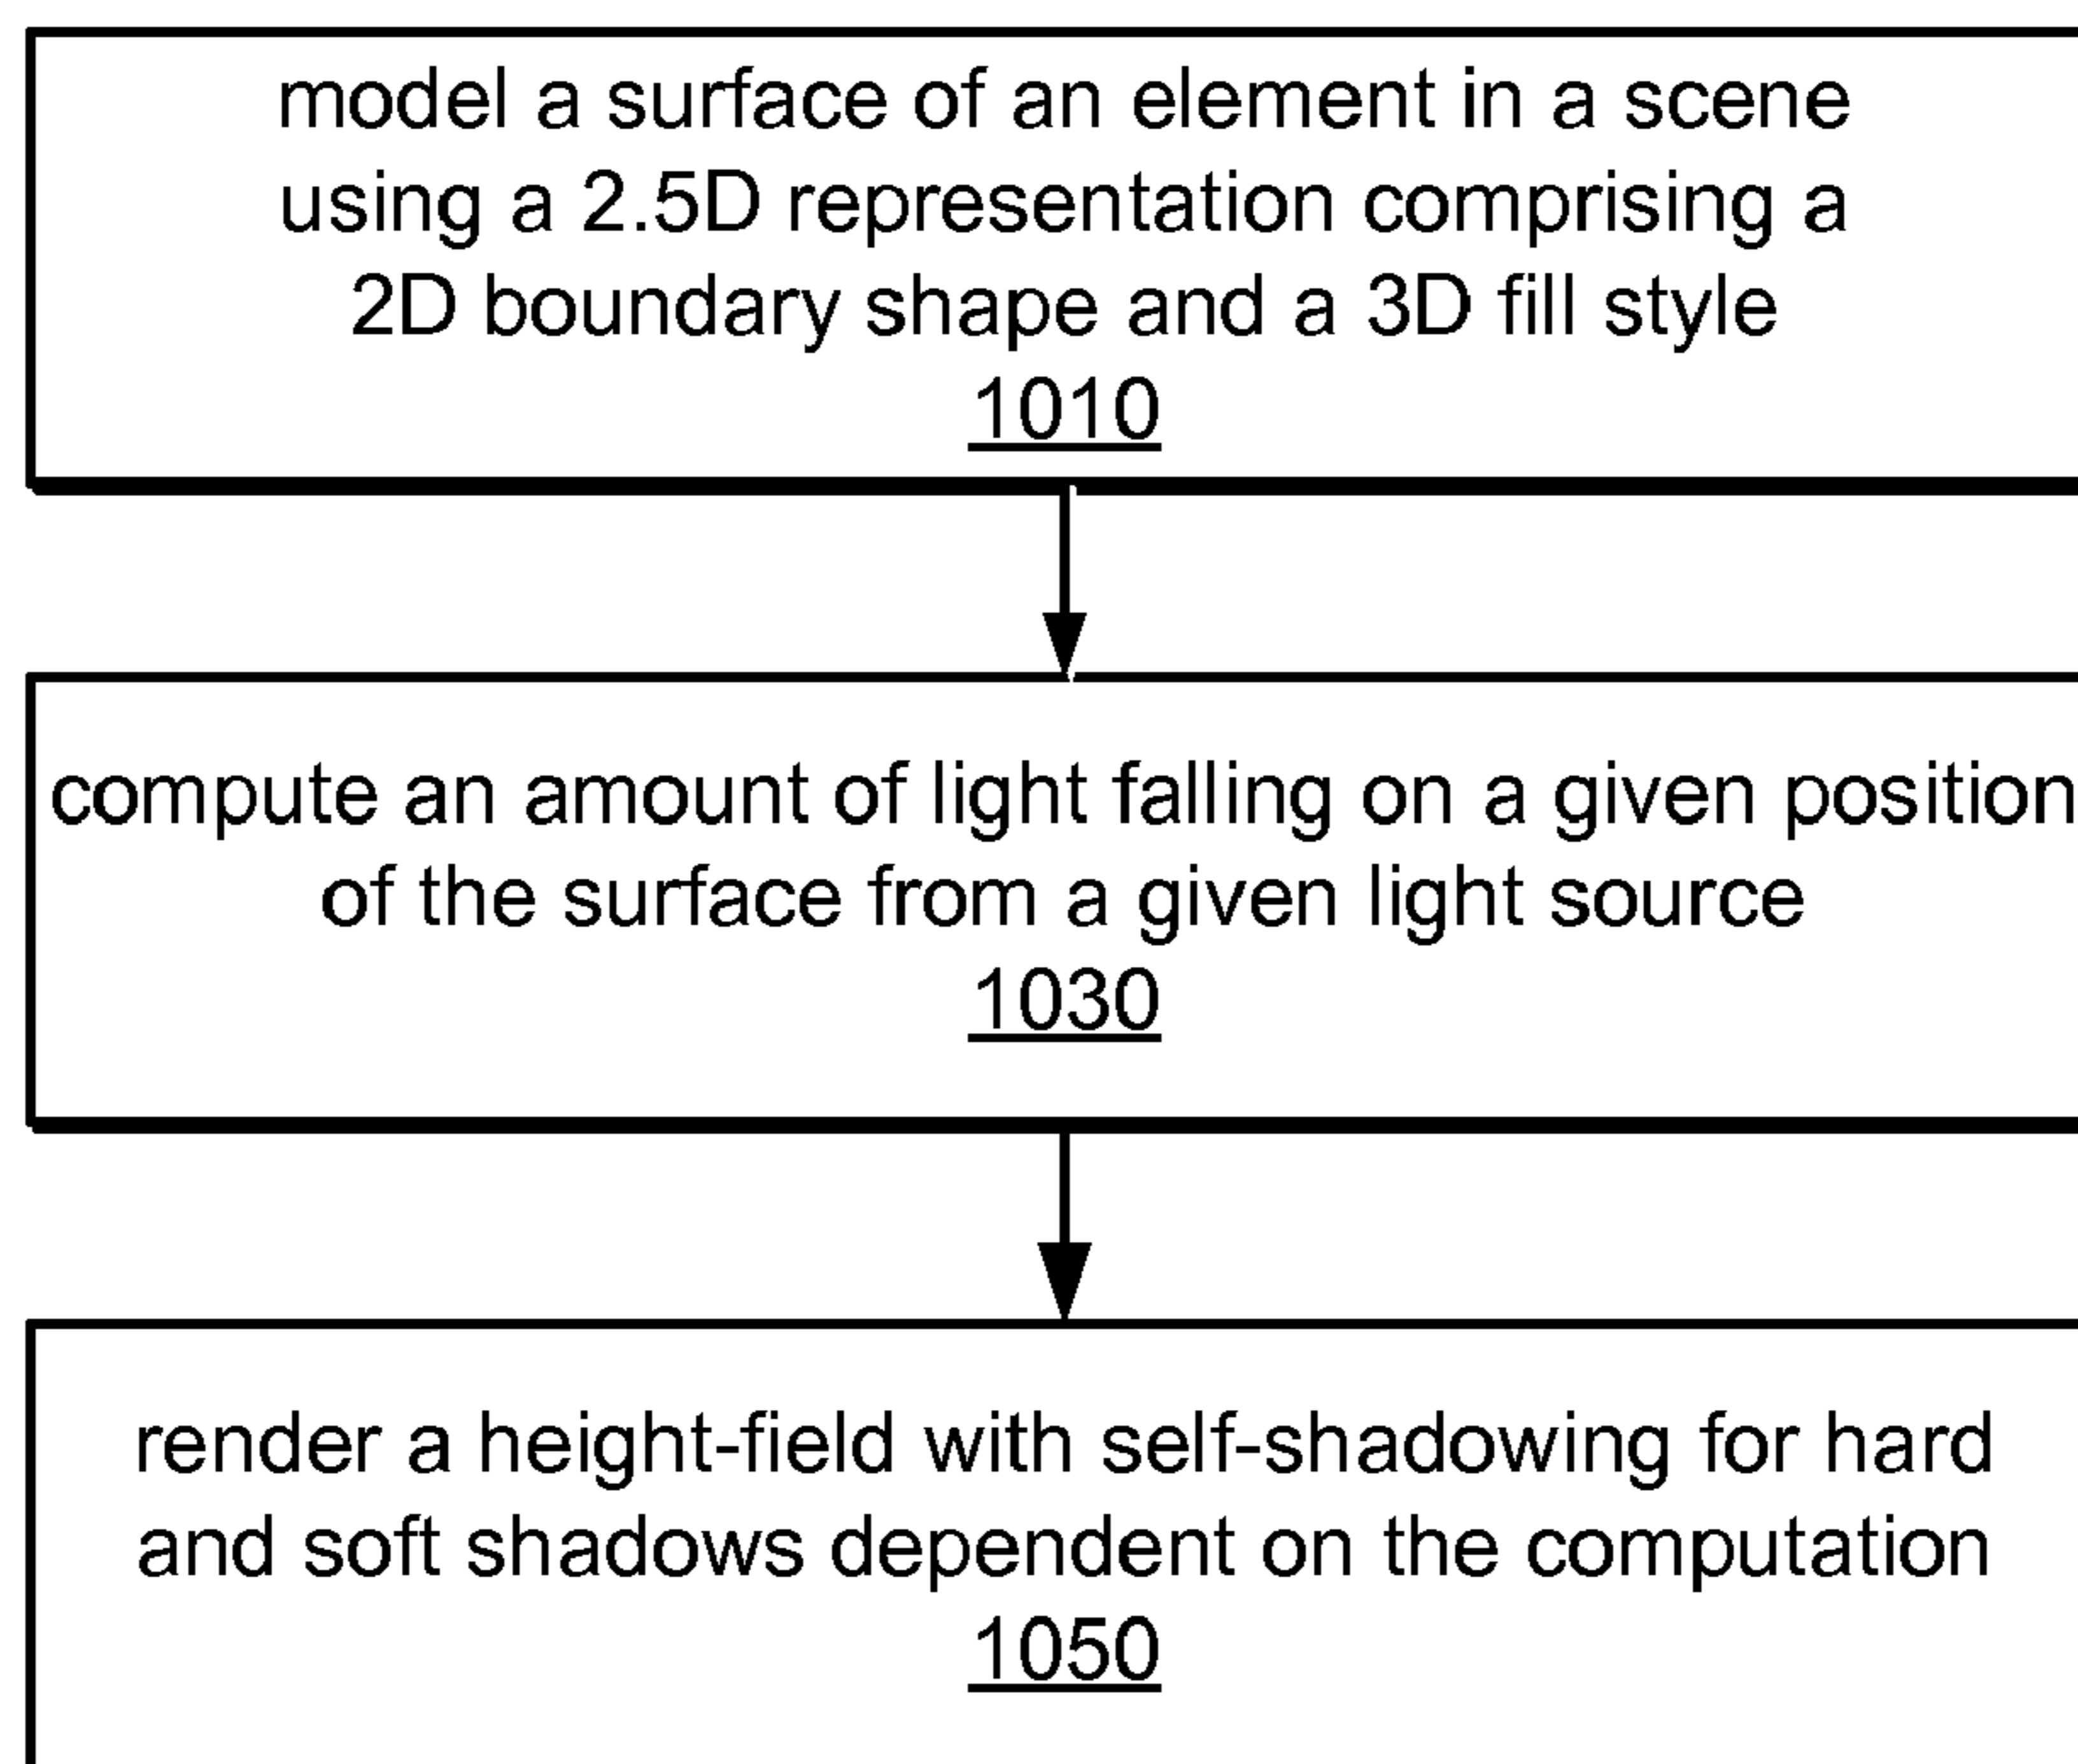 model a surface of an element in a scene
using a 2.5D representation comprising a
2D boundary shape and a 3D fill style
1010
compute an amount of light falling on a given position
of the surface from a given light source
1030
render a height-field with self-shadowing for hard
and soft shadows dependent on the computation
1050